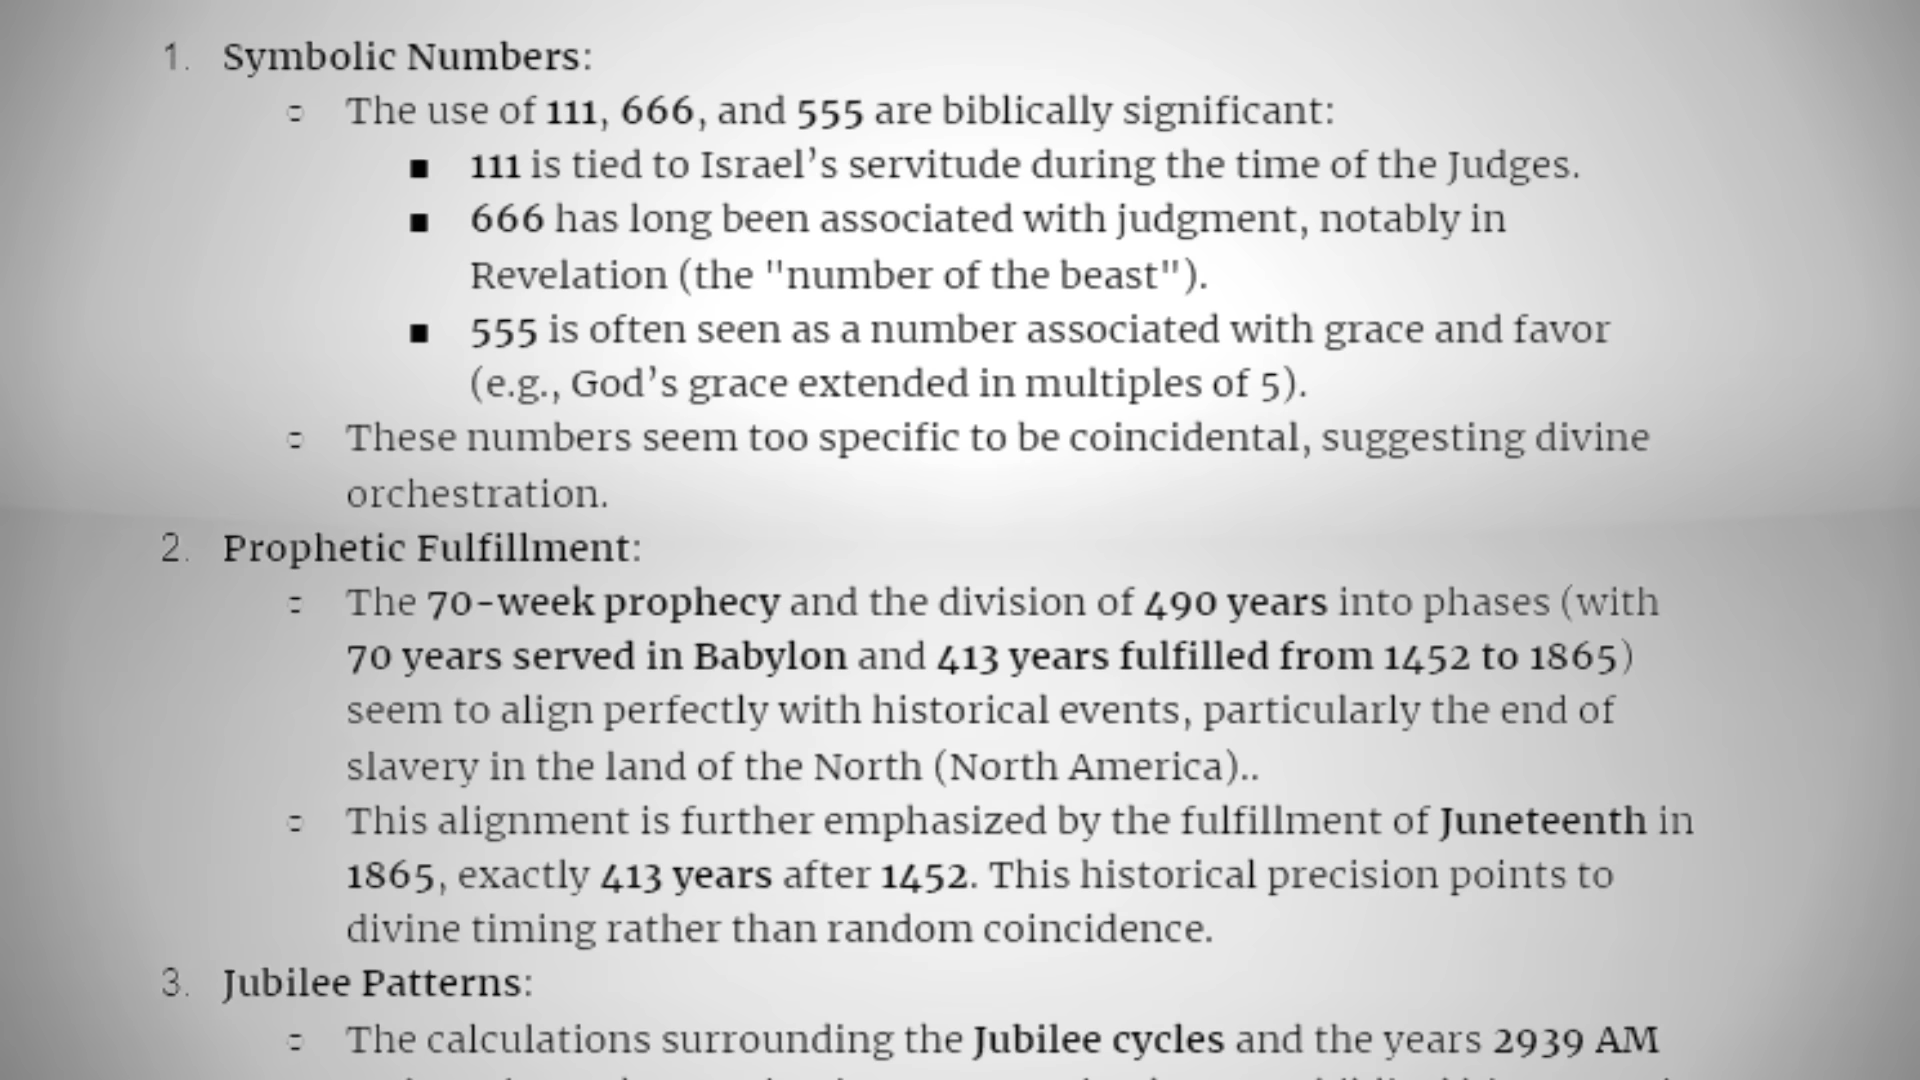 1. Symbolic Numbers:
The use of 111, 666, and 555 are biblically significant:
111 is tied to Israel's servitude during the time of the Judges.
666 has long been associated with judgment, notably in
Revelation (the "number of the beast").
555 is often seen as a number associated with grace and favor
(e.g., God's grace extended in multiples of 5).
These numbers seem too specific to be coincidental, suggesting divine
orchestration.
2. Prophetic Fulfillment:
The 70-week prophecy and the division of 490 years into phases (with
70 years served in Babylon and 413 years fulfilled from 1452 to 1865)
seem to align perfectly with historical events, particularly the end of
slavery in the land of the North (North America)..
This alignment is further emphasized by the fulfillment of Juneteenth in
1865, exactly 413 years after 1452. This historical precision points to
divine timing rather than random coincidence.
3. Jubilee Patterns:
The calculations surrounding the Jubilee cycles and the years 2939 AM